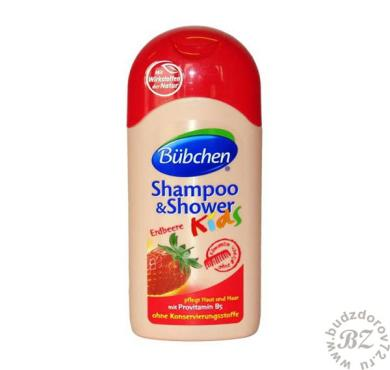 Mit
Wirkstoffen
der Natur
Bübchen
®
Shampoo
&Shower
Erdbeere
Kids
pflegt Haut und Haar
mit Provitamin B5
ohne Konservierungsstoffe
www.budzdorov72.ru
BZ